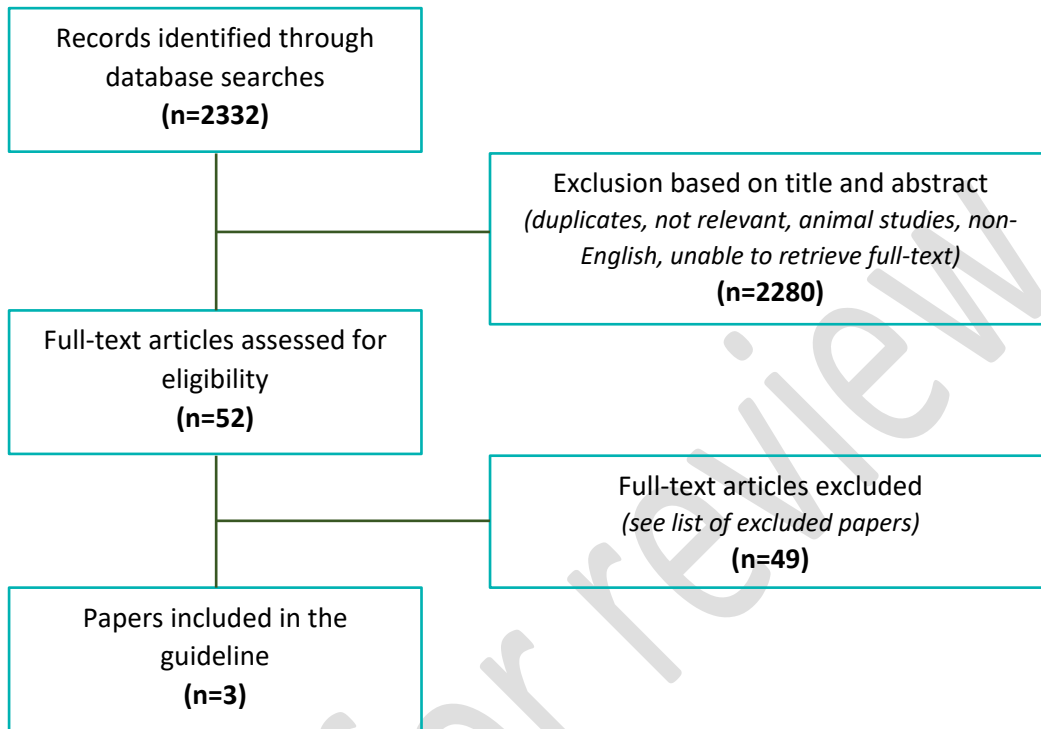 Records identified through
database searches
(n=2332)
Exclusion based on title and abstract
(duplicates, not relevant, animal studies, non-
English, unable to retrieve full-text)
(n=2280)
Full-text articles assessed for
eligibility
(n=52)
Full-text articles excluded
(see list of excluded papers)
(n=49)
Papers included in the
guideline
(n=3)
for review